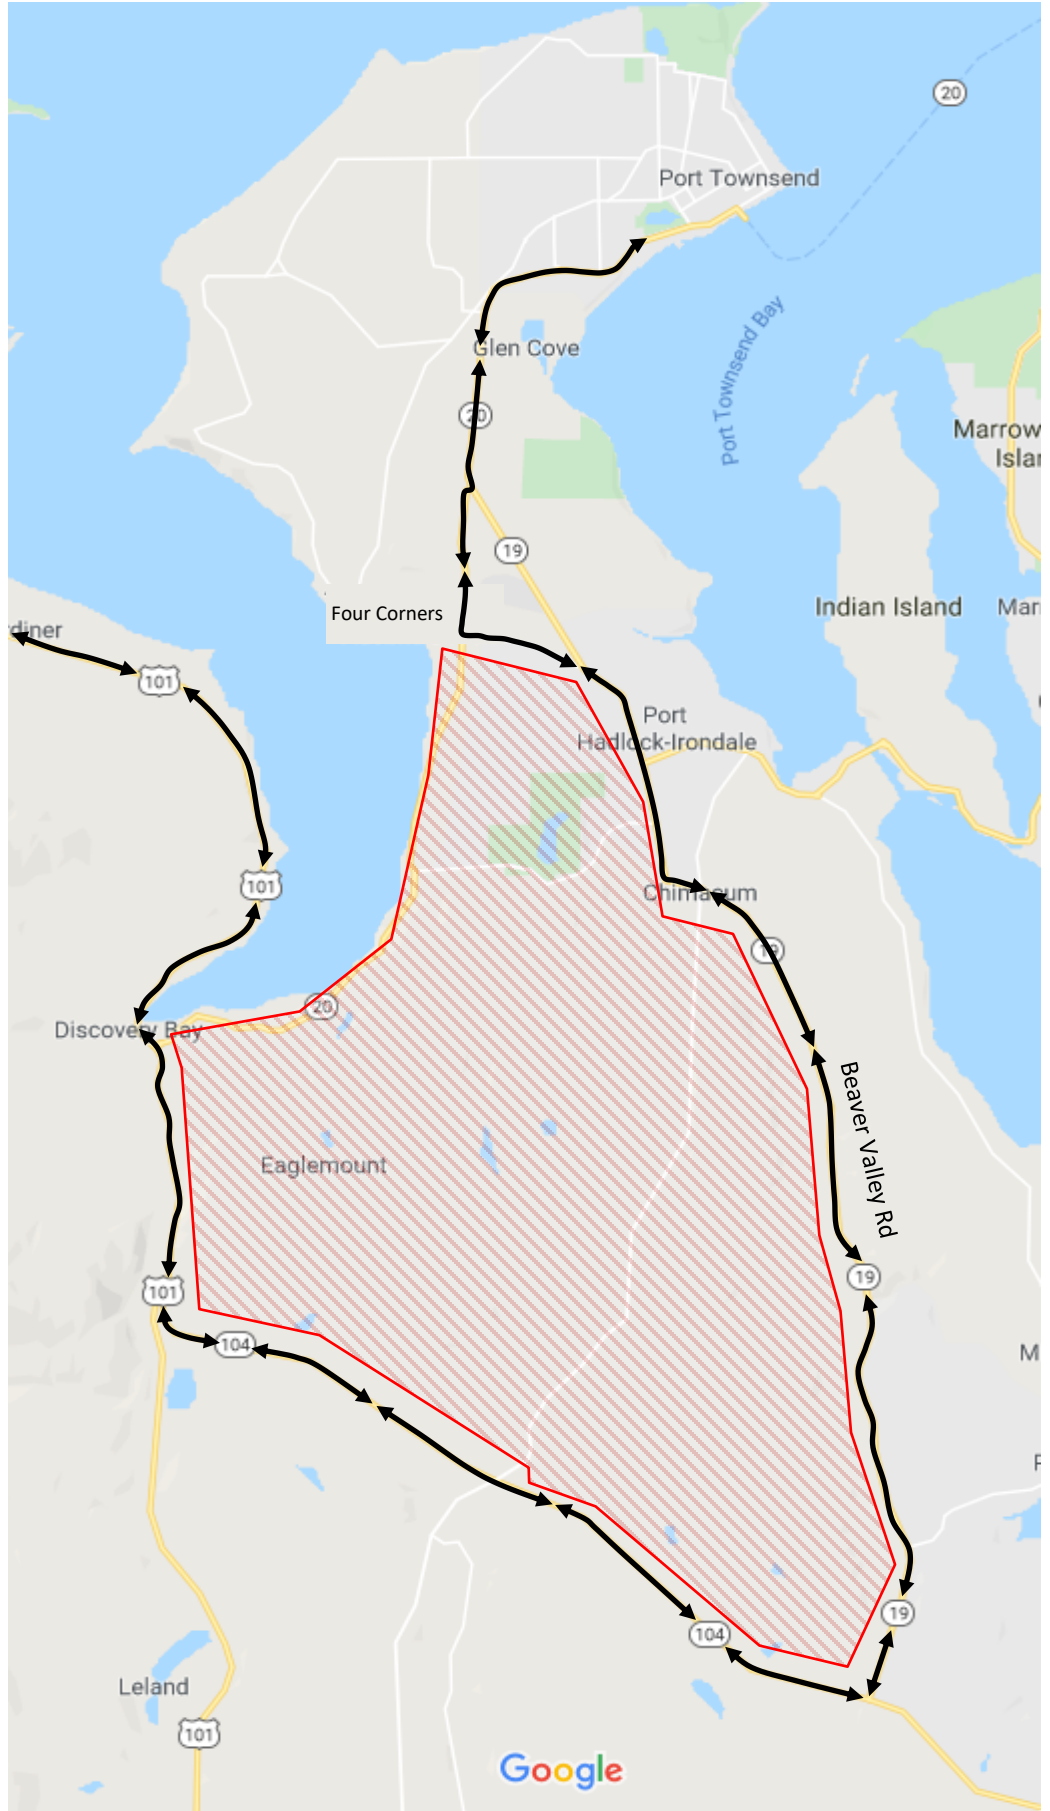 20
Port Townsend
Port Townsend Bay
Glen Cove
20
Marrow
Islan
19
Four Corners
Indian Island
Mar
diner
101
Port
Hadlock-Irondale
101
Chimacum
19
20
Discovery Bay
Beaver Valley Rd
Eaglemount
19
101
104
M
19
104
Leland
101
Google